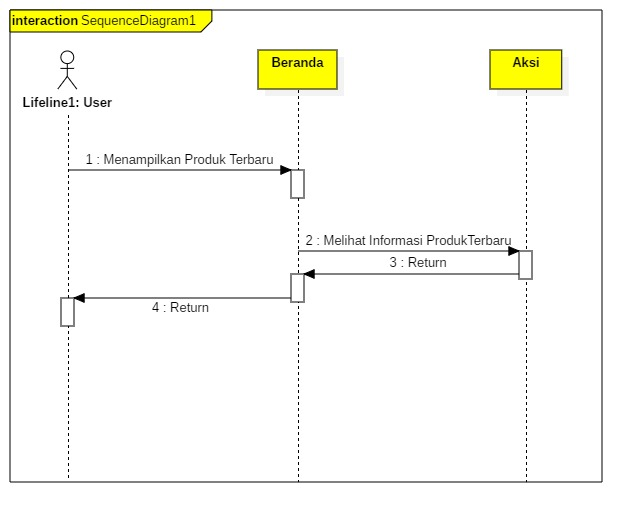 interaction SequenceDiagram1
Lifeline1: User
Beranda
Aksi
1 : Menampilkan Produk Terbaru
2 : Melihat Informasi ProdukTerbaru
3 : Return
4 : Return